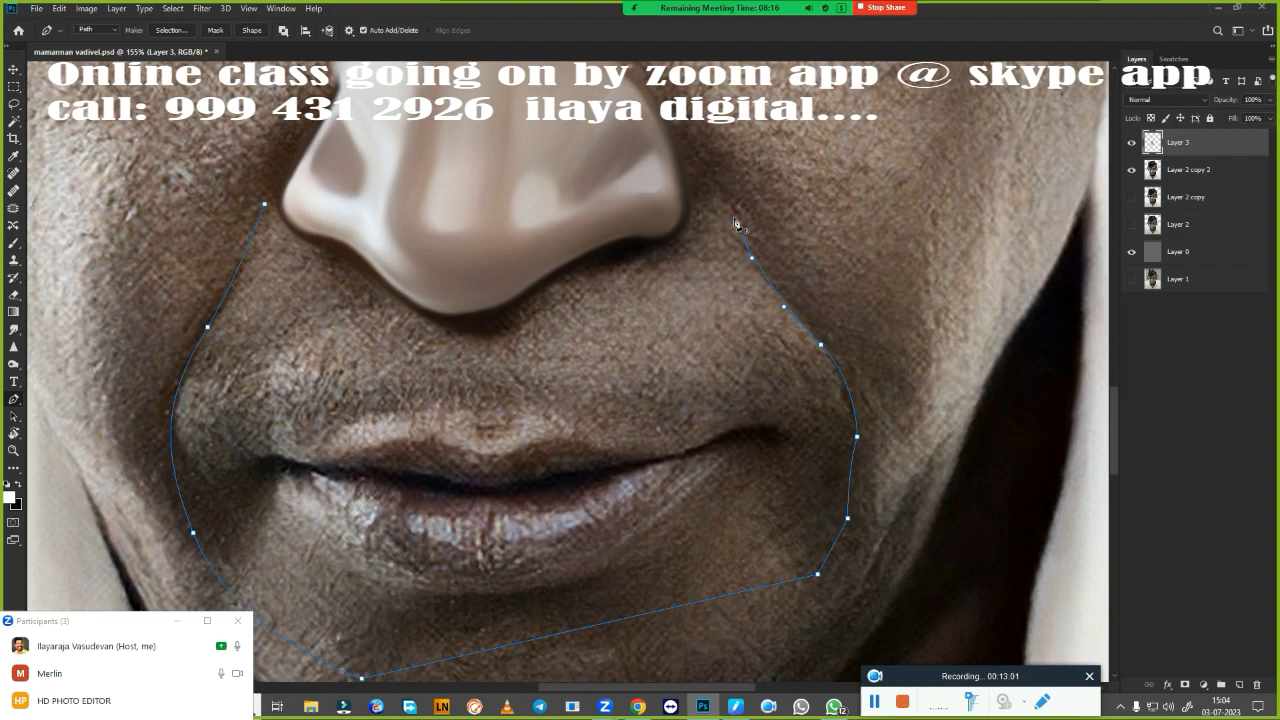 File Edit Image Layer Type Select Filter 3D View Window Help
Remaining Meeting Time: 08:16
Stop Share
Path Make: Selection... Mask Shape Auto Add/Delete Align Edges
mamannan vadivel.psd @ 155% (Layer 3, RGB/8) *
Online class going on by zoom app @ skype app
call: 999 431 2926 ilaya digital....
Layers Swatches
Normal Opacity: 100%
Lock: Fill: 100%
Layer 3
Layer 2 copy 2
Layer 2 copy
Layer 2
Layer 0
Layer 1
Participants (3)
Ilayaraja Vasudevan (Host, me)
M Merlin
HP HD PHOTO EDITOR
Recording... 00:13:01
LN
Ps
12
15:04
03-07-2023